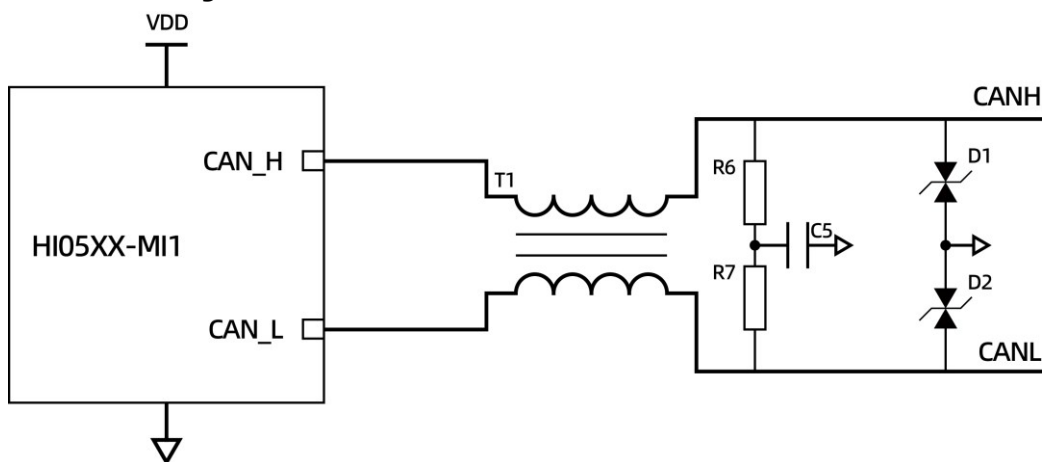 VDD
CANH
CAN_H
T1
R6
D1
C5
HI05XX-MI1
R7
D2
CAN_L
CANL